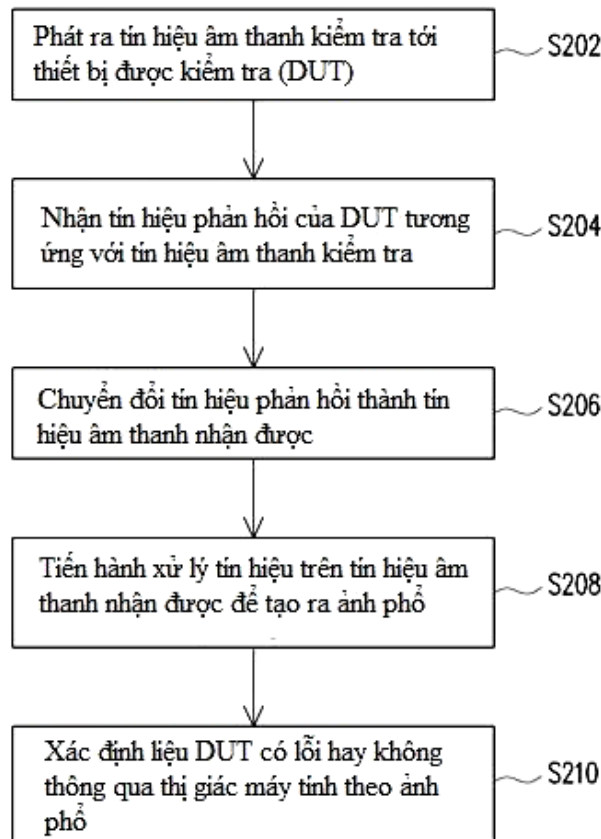 Phát ra tín hiệu âm thanh kiểm tra tới
thiết bị được kiểm tra (DUT)
S202
Nhận tín hiệu phản hồi của DUT tương
ứng với tín hiệu âm thanh kiểm tra
S204
Chuyển đổi tín hiệu phản hồi thành tín
hiệu âm thanh nhận được
S206
Tiến hành xử lý tín hiệu trên tín hiệu âm
thanh nhận được để tạo ra ảnh phổ
S208
Xác định liệu DUT có lỗi hay không
thông qua thị giác máy tính theo ảnh
phổ
S210